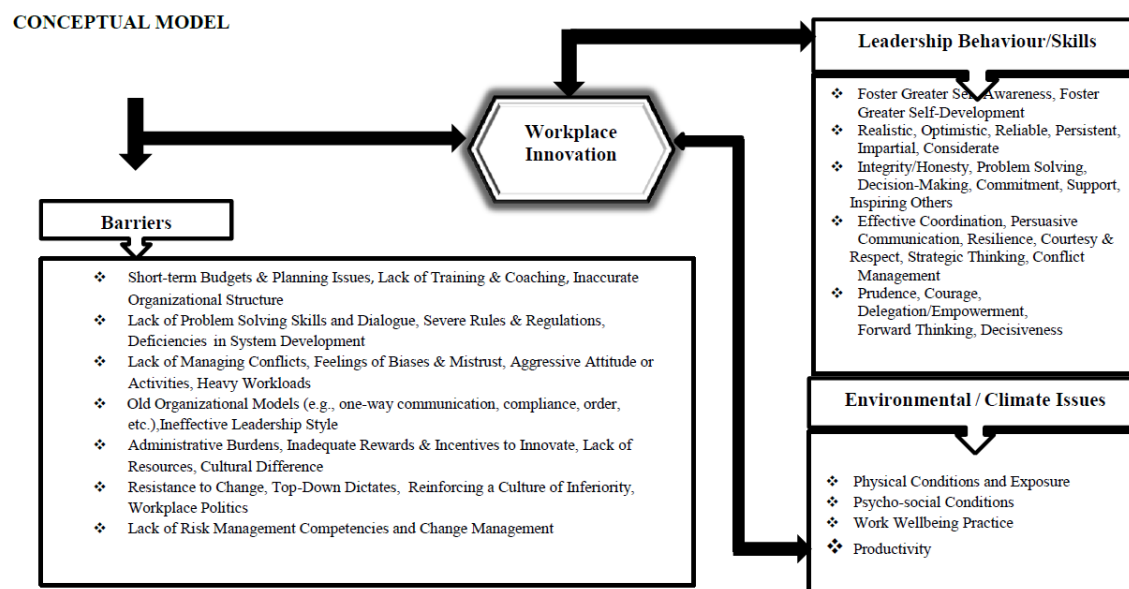 CONCEPTUAL MODEL
Workplace
Innovation
Barriers
❖ Short-term Budgets & Planning Issues, Lack of Training & Coaching, Inaccurate
Organizational Structure
❖ Lack of Problem Solving Skills and Dialogue, Severe Rules & Regulations,
Deficiencies in System Development
❖ Lack of Managing Conflicts, Feelings of Biases & Mistrust, Aggressive Attitude or
Activities, Heavy Workloads
❖ Old Organizational Models (e.g., one-way communication, compliance, order,
etc.),Ineffective Leadership Style
❖ Administrative Burdens, Inadequate Rewards & Incentives to Innovate, Lack of
Resources, Cultural Difference
❖ Resistance to Change, Top-Down Dictates, Reinforcing a Culture of Inferiority,
Workplace Politics
❖ Lack of Risk Management Competencies and Change Management
Leadership Behaviour/Skills
❖ Foster Greater Self-Awareness, Foster
Greater Self-Development
❖ Realistic, Optimistic, Reliable, Persistent,
Impartial, Considerate
❖ Integrity/Honesty, Problem Solving,
Decision-Making, Commitment, Support,
Inspiring Others
❖ Effective Coordination, Persuasive
Communication, Resilience, Courtesy &
Respect, Strategic Thinking, Conflict
Management
❖ Prudence, Courage,
Delegation/Empowerment,
Forward Thinking, Decisiveness
Environmental / Climate Issues
❖ Physical Conditions and Exposure
❖ Psycho-social Conditions
❖ Work Wellbeing Practice
❖ Productivity